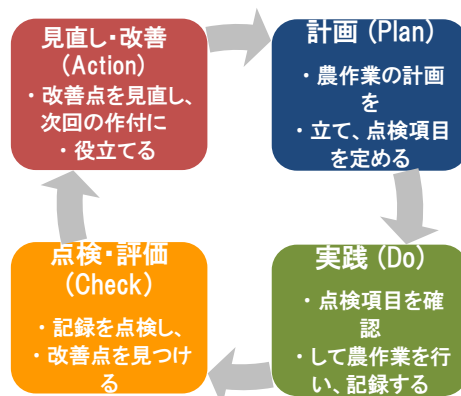 見直し・改善
(Action)
・改善点を見直し、
次回の作付に
・役立てる
計画 (Plan)
・農作業の計画
を
・立て、点検項目
を定める
点検・評価
(Check)
・記録を点検し、
・改善点を見つけ
る
実践 (Do)
・点検項目を確
認
・して農作業を行
い、記録する